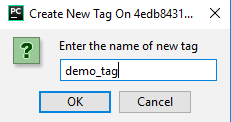 PC Create New Tag On 4edb8431...
?
Enter the name of new tag
demo_tag
OK Cancel